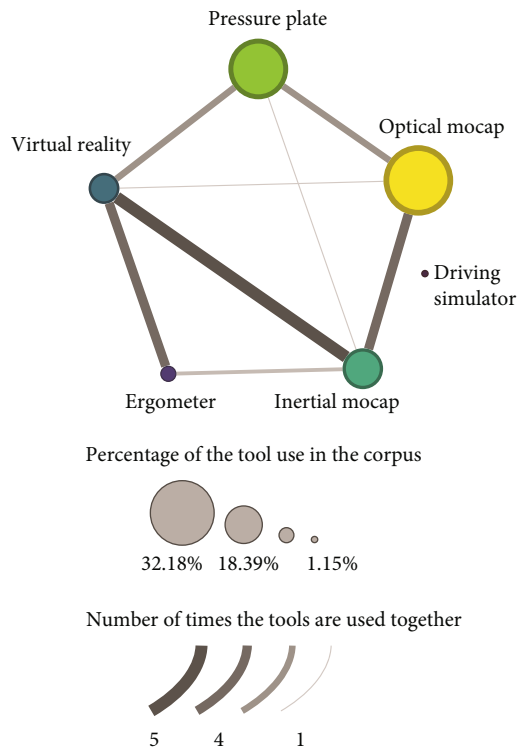 Pressure plate
Optical mocap
Virtual reality
Driving
simulator
Ergometer
Inertial mocap
Percentage of the tool use in the corpus
32.18% 18.39% 1.15%
Number of times the tools are used together
5 4 1